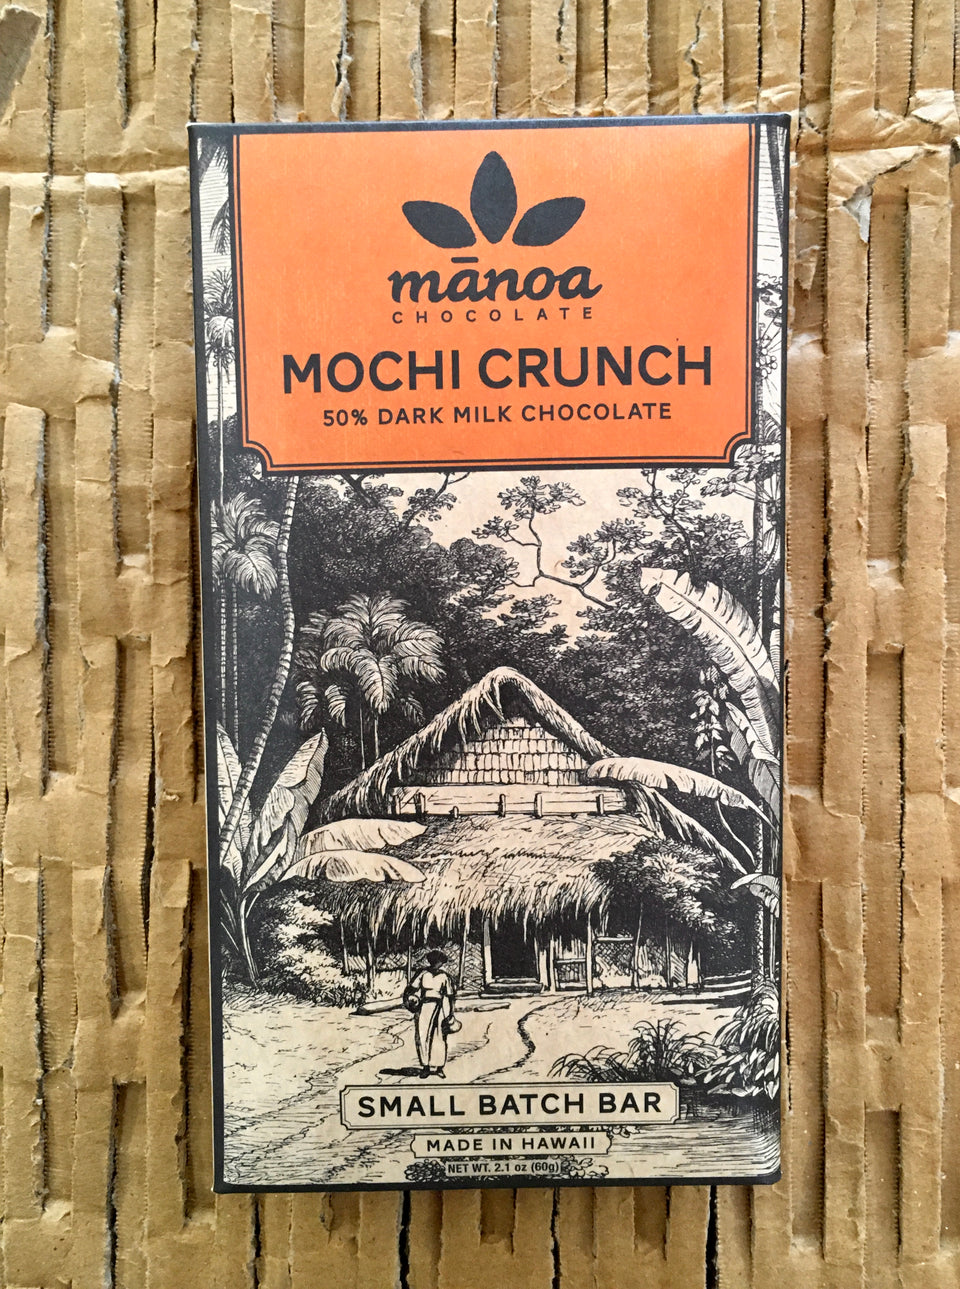 mānoa
CHOCOLATE
MOCHI CRUNCH
50% DARK MILK CHOCOLATE
SMALL BATCH BAR
MADE IN HAWAII
NET WT. 2.1 oz (60g)